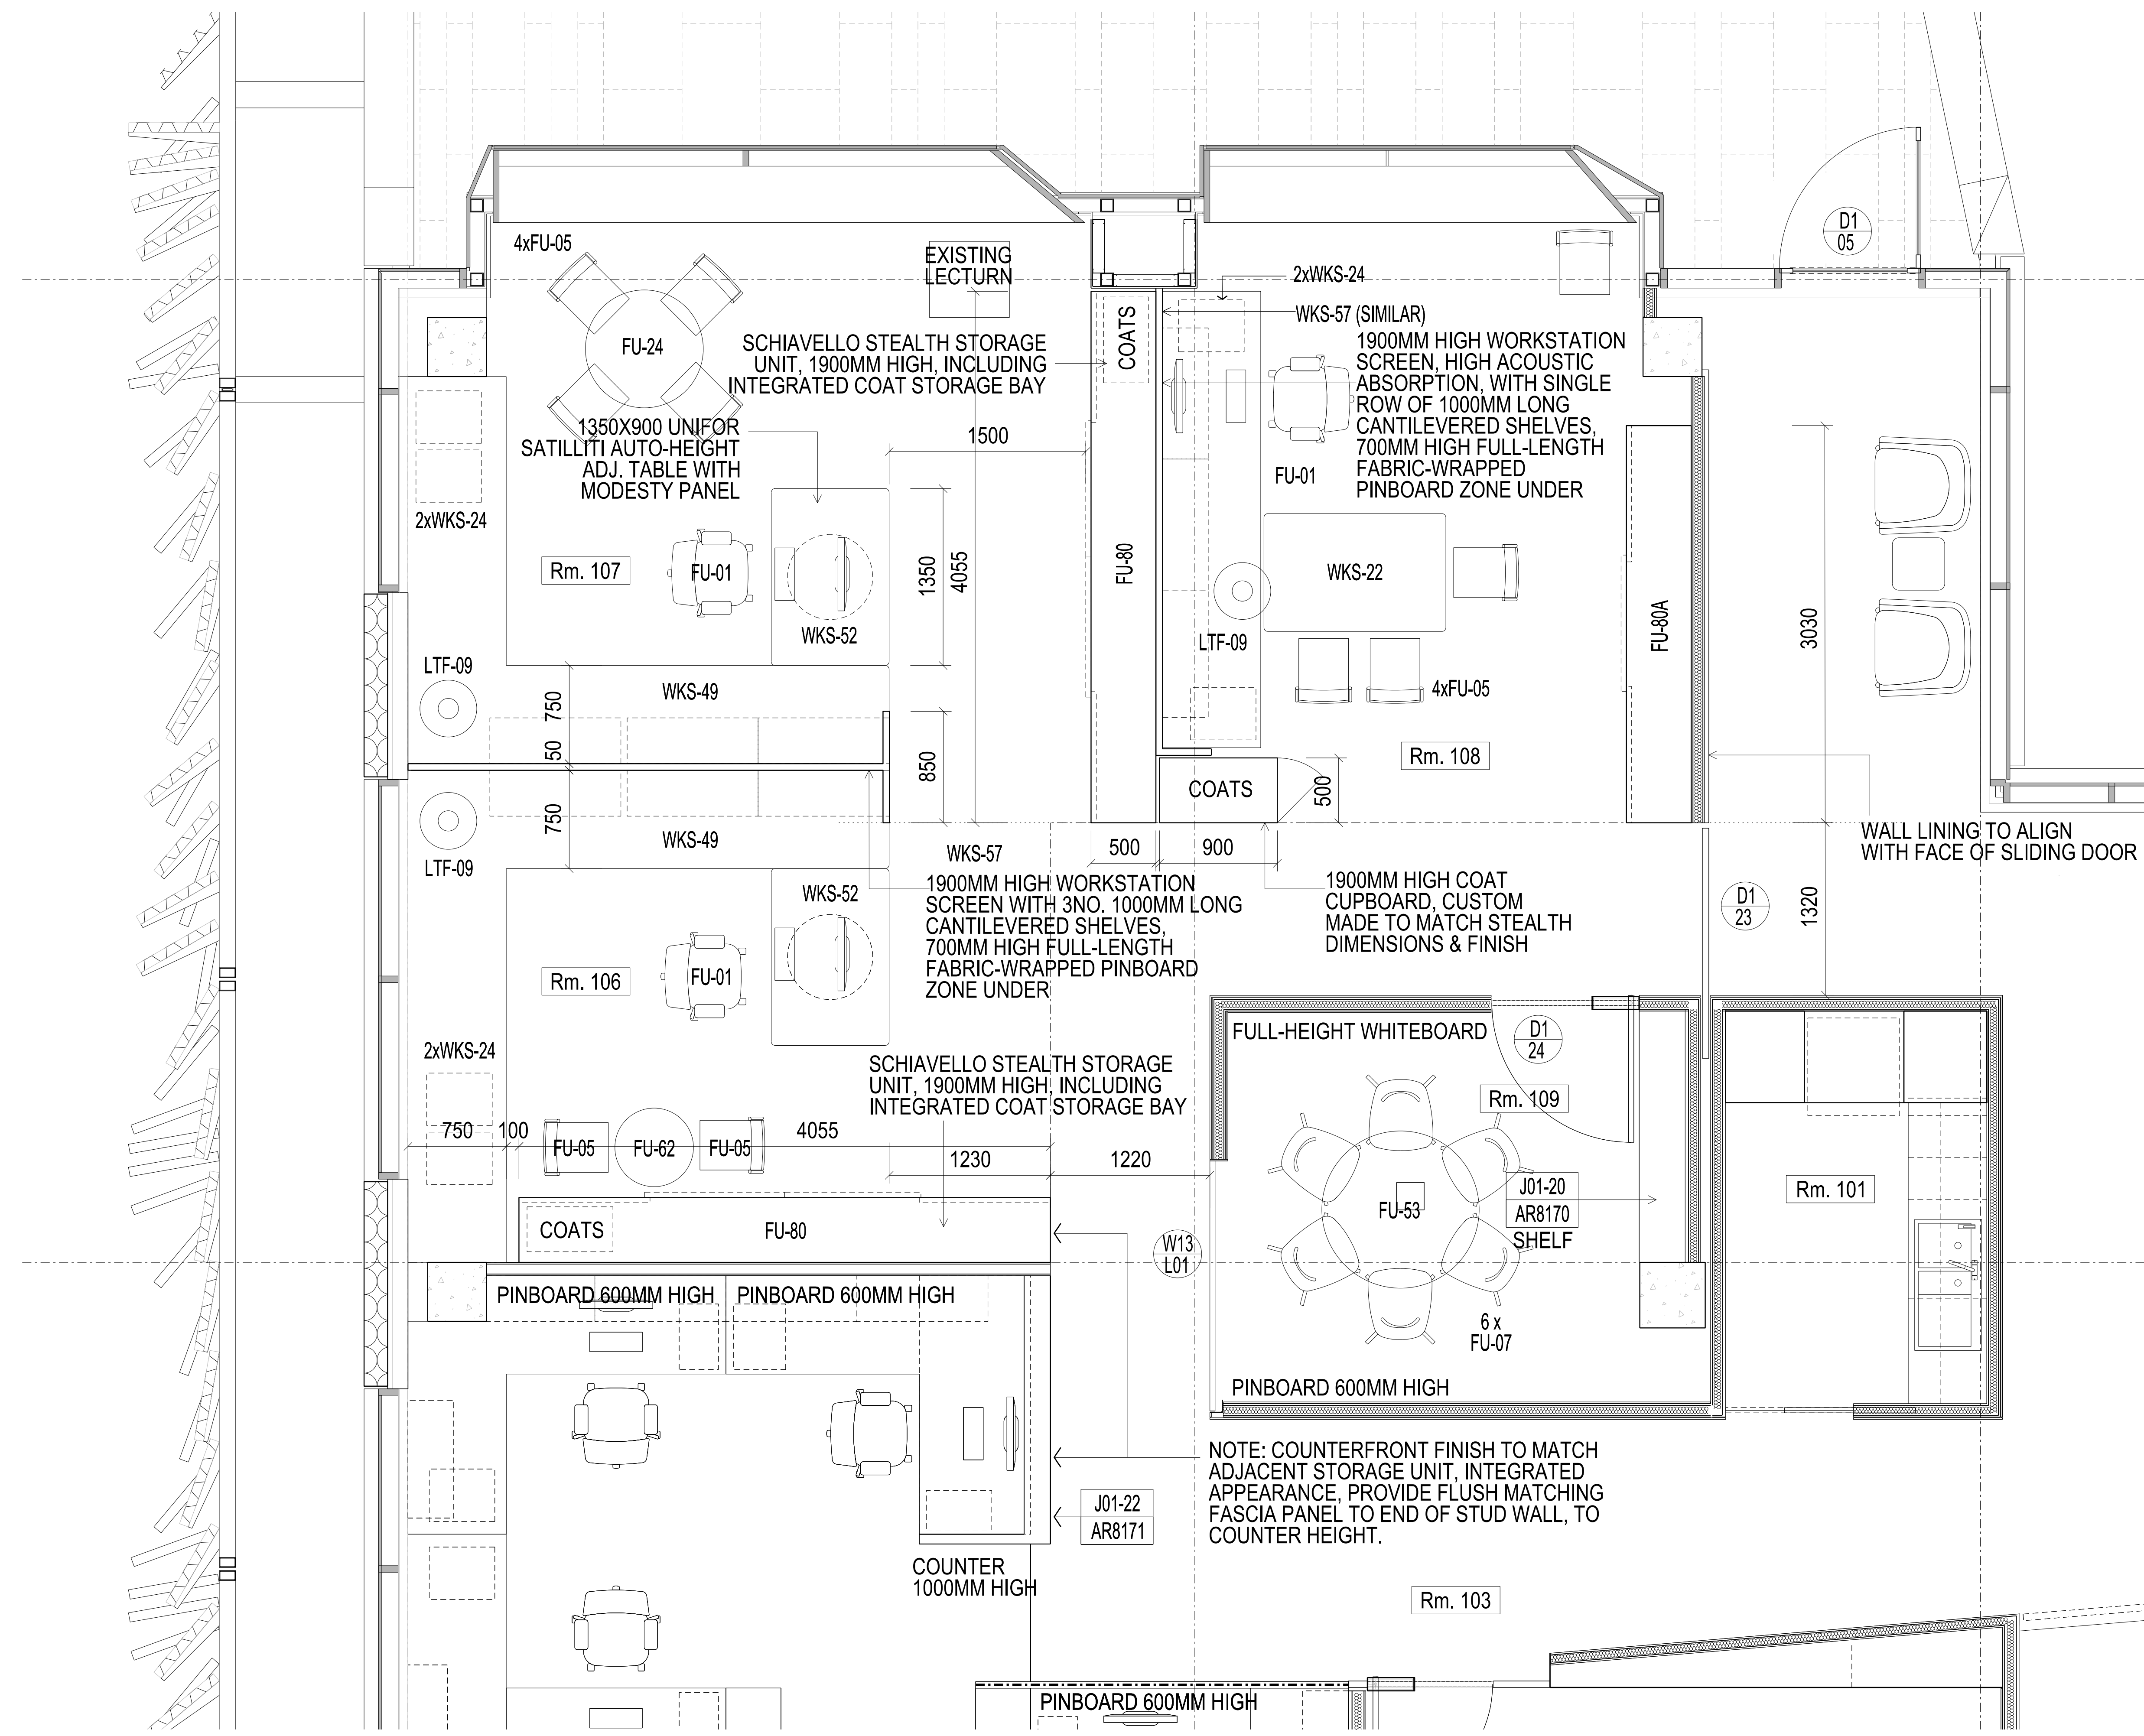 D1
05
4xFU-05
EXISTING
LECTURN
2xWKS-24
WKS-57 (SIMILAR)
COATS
FU-24
SCHIAVELLO STEALTH STORAGE
UNIT, 1900MM HIGH, INCLUDING
INTEGRATED COAT STORAGE BAY
1900MM HIGH WORKSTATION
SCREEN, HIGH ACOUSTIC
ABSORPTION, WITH SINGLE
ROW OF 1000MM LONG
CANTILEVERED SHELVES,
700MM HIGH FULL-LENGTH
FABRIC-WRAPPED
PINBOARD ZONE UNDER
1350X900 UNIFOR
SATILLITI AUTO-HEIGHT
ADJ. TABLE WITH
MODESTY PANEL
1500
FU-01
2xWKS-24
Rm. 107
FU-01
1350
4055
FU-80
WKS-22
WKS-52
LTF-09
FU-80A
3030
LTF-09
WKS-49
4xFU-05
750
50
850
Rm. 108
COATS
500
750
WKS-49
LTF-09
WKS-57
500
900
WALL LINING TO ALIGN
WITH FACE OF SLIDING DOOR
WKS-52
1900MM HIGH WORKSTATION
SCREEN WITH 3NO. 1000MM LONG
CANTILEVERED SHELVES,
700MM HIGH FULL-LENGTH
FABRIC-WRAPPED PINBOARD
ZONE UNDER
1900MM HIGH COAT
CUPBOARD, CUSTOM
MADE TO MATCH STEALTH
DIMENSIONS & FINISH
D1
23
1320
Rm. 106
FU-01
2xWKS-24
FULL-HEIGHT WHITEBOARD
D1
24
SCHIAVELLO STEALTH STORAGE
UNIT, 1900MM HIGH, INCLUDING
INTEGRATED COAT STORAGE BAY
Rm. 109
750
100
4055
FU-05
FU-62
FU-05
1230
1220
J01-20
AR8170
SHELF
Rm. 101
FU-53
COATS
FU-80
W13
L01
PINBOARD 600MM HIGH
PINBOARD 600MM HIGH
6 x
FU-07
PINBOARD 600MM HIGH
NOTE: COUNTERFRONT FINISH TO MATCH
ADJACENT STORAGE UNIT, INTEGRATED
APPEARANCE, PROVIDE FLUSH MATCHING
FASCIA PANEL TO END OF STUD WALL, TO
COUNTER HEIGHT.
J01-22
AR8171
COUNTER
1000MM HIGH
Rm. 103
PINBOARD 600MM HIGH